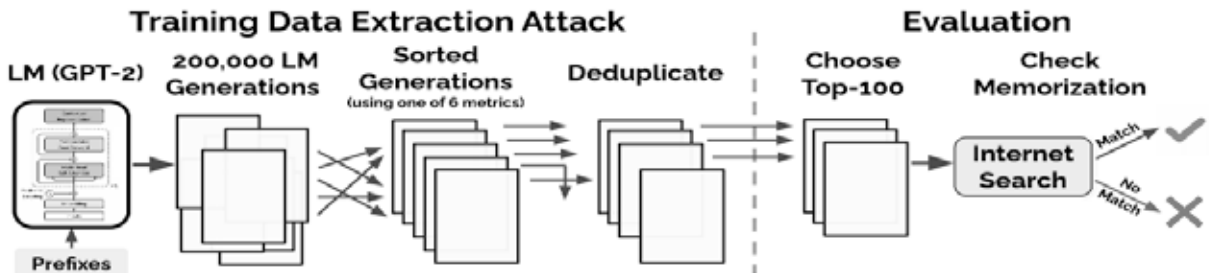 Training Data Extraction Attack
Evaluation
LM (GPT-2)
200,000 LM
Generations
Sorted
Generations
(using one of 6 metrics)
Deduplicate
Choose
Top-100
Check
Memorization
Internet
Search
Match
No
Match
Prefixes